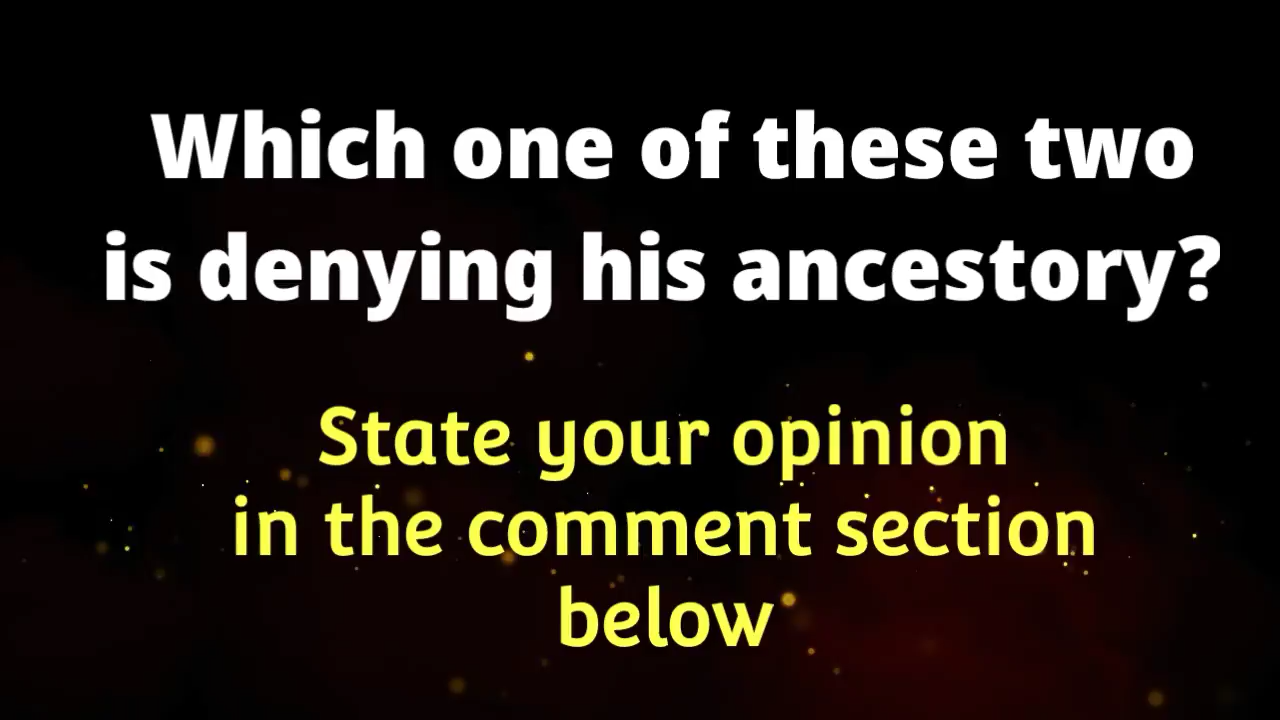 Which one of these two
is denying his ancestory?
State your opinion
in the comment section
below